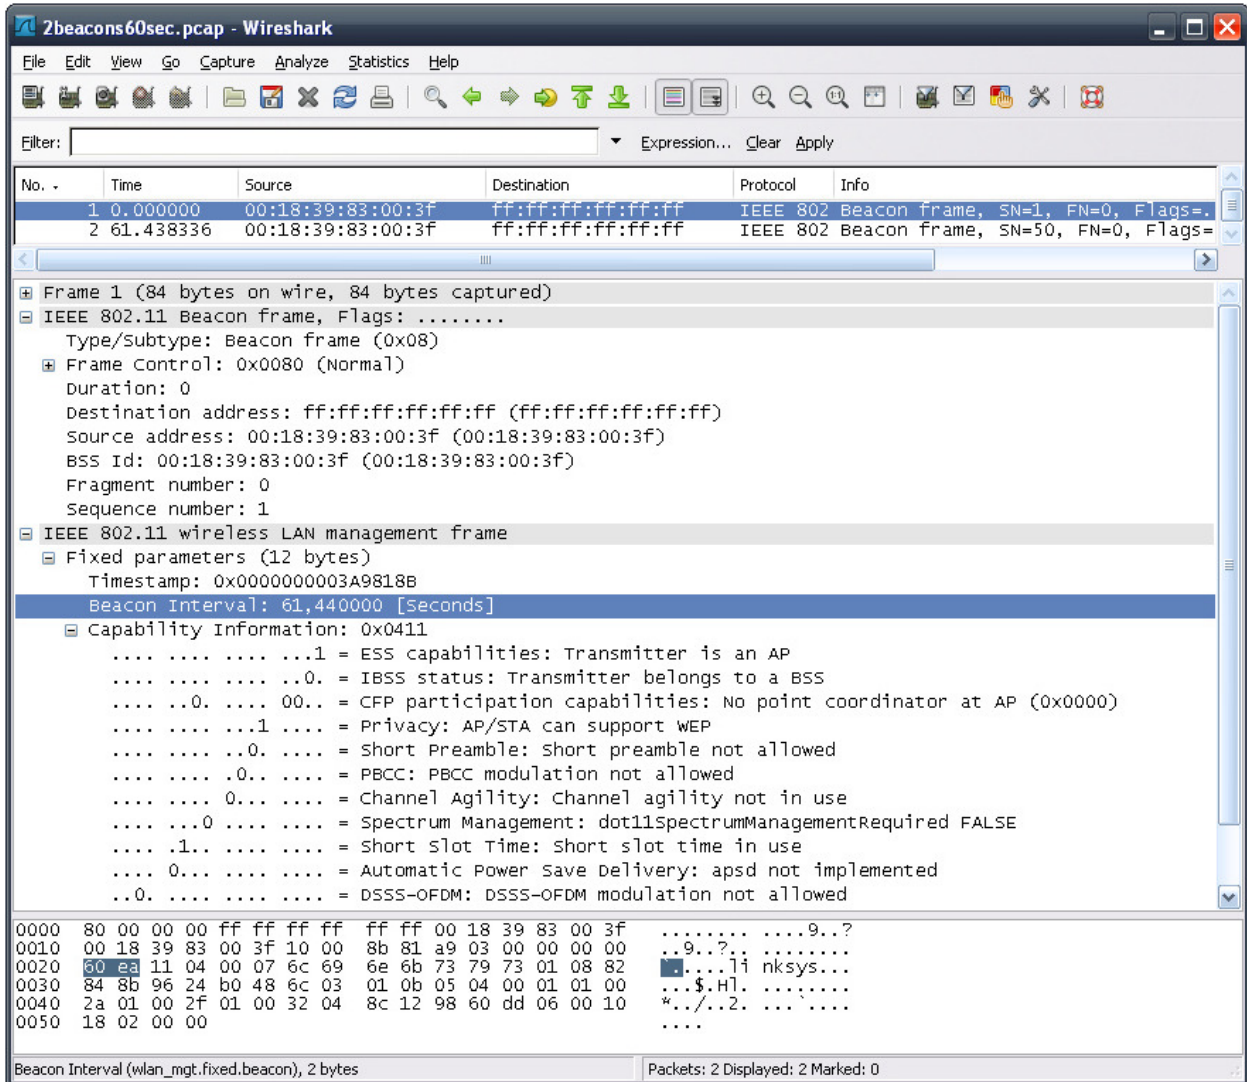 2beacons60sec.pcap - Wireshark
File Edit View Go Capture Analyze Statistics Help
Filter: Expression... Clear Apply
No. Time Source Destination Protocol Info
1 0.000000 00:18:39:83:00:3f ff:ff:ff:ff:ff:ff IEEE 802 Beacon frame, SN=1, FN=0, Flags=.
2 61.438336 00:18:39:83:00:3f ff:ff:ff:ff:ff:ff IEEE 802 Beacon frame, SN=50, FN=0, Flags=
Frame 1 (84 bytes on wire, 84 bytes captured)
IEEE 802.11 Beacon frame, Flags: ........
Type/Subtype: Beacon frame (0x08)
Frame Control: 0x0080 (Normal)
Duration: 0
Destination address: ff:ff:ff:ff:ff:ff (ff:ff:ff:ff:ff:ff)
Source address: 00:18:39:83:00:3f (00:18:39:83:00:3f)
BSS Id: 00:18:39:83:00:3f (00:18:39:83:00:3f)
Fragment number: 0
Sequence number: 1
IEEE 802.11 wireless LAN management frame
Fixed parameters (12 bytes)
Timestamp: 0x0000000003A9818B
Beacon Interval: 61,440000 [Seconds]
Capability Information: 0x0411
.... .... .... ...1 = ESS capabilities: Transmitter is an AP
.... .... .... ..0. = IBSS status: Transmitter belongs to a BSS
.... ..0. .... 00.. = CFP participation capabilities: No point coordinator at AP (0x0000)
.... .... ...1 .... = Privacy: AP/STA can support WEP
.... .... ..0. .... = Short Preamble: Short preamble not allowed
.... .... .0.. .... = PBCC: PBCC modulation not allowed
.... .... 0... .... = Channel Agility: Channel agility not in use
.... ...0 .... .... = Spectrum Management: dot11SpectrumManagementRequired FALSE
.... .1.. .... .... = Short Slot Time: Short slot time in use
.... 0... .... .... = Automatic Power Save Delivery: apsd not implemented
..0. .... .... .... = DSSS-OFDM: DSSS-OFDM modulation not allowed
0000 80 00 00 00 ff ff ff ff ff ff 00 18 39 83 00 3f ........ ....9..?
0010 00 18 39 83 00 3f 10 00 8b 81 a9 03 00 00 00 00 ..9..?.. ........
0020 60 ea 11 04 00 07 6c 69 6e 6b 73 79 73 01 08 82 `.....li nksys...
0030 84 8b 96 24 b0 48 6c 03 01 0b 05 04 00 01 01 00 ...$.Hl. ........
0040 2a 01 00 2f 01 00 32 04 8c 12 98 60 dd 06 00 10 *../..2. ...`....
0050 18 02 00 00 ....
Beacon Interval (wlan_mgt.fixed.beacon), 2 bytes Packets: 2 Displayed: 2 Marked: 0